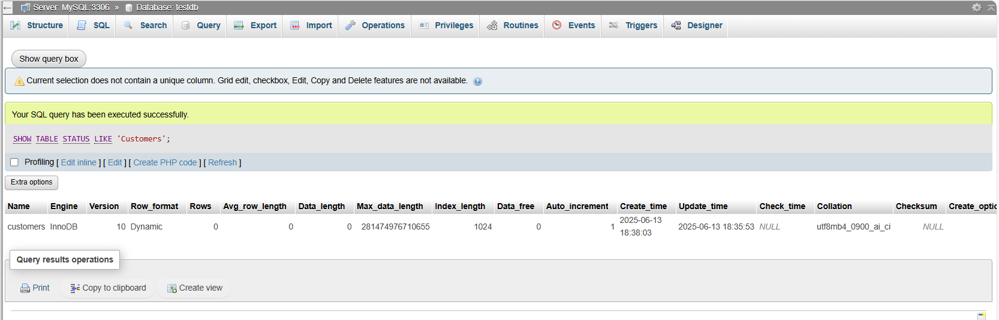 Server: MySQL:3306 » Database: testdb
Structure SQL Search Query Export Import Operations Privileges Routines Events Triggers Designer
Show query box
Current selection does not contain a unique column. Grid edit, checkbox, Edit, Copy and Delete features are not available.
Your SQL query has been executed successfully.
SHOW TABLE STATUS LIKE 'Customers';
Profiling [ Edit inline ] [ Edit ] [ Create PHP code ] [ Refresh ]
Extra options
Name Engine Version Row_format Rows Avg_row_length Data_length Max_data_length Index_length Data_free Auto_increment Create_time Update_time Check_time Collation Checksum Create_optio
customers InnoDB 10 Dynamic 0 0 0 281474976710655 1024 0 1 2025-06-13 18:38:03 2025-06-13 18:35:53 NULL utf8mb4_0900_ai_ci NULL
Query results operations
Print Copy to clipboard Create view